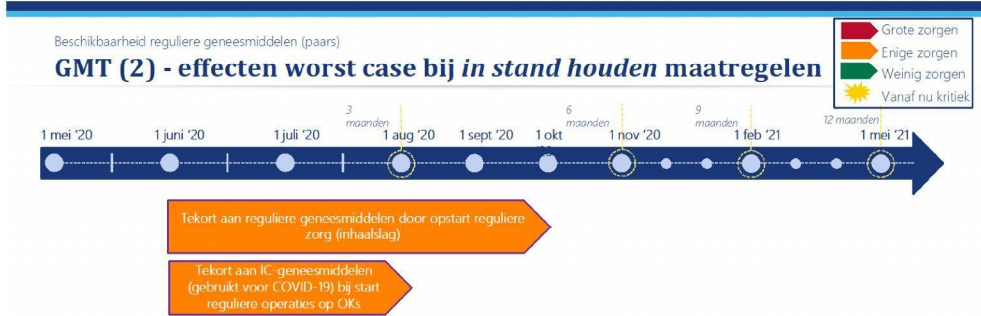 Beschikbaarheid reguliere geneesmiddelen (paars)
GMT (2) - effecten worst case bij in stand houden maatregelen
Grote zorgen
Enige zorgen
Weinig zorgen
Vanaf nu kritiek
3 maanden
6 maanden
9 maanden
12 maanden
1 mei '20
1 juni '20
1 juli '20
1 aug '20
1 sept '20
1 okt
1 nov '20
1 feb '21
1 mei '21
Tekort aan reguliere geneesmiddelen door opstart reguliere
zorg (inhaalslag)
Tekort aan IC-geneesmiddelen
(gebruikt voor COVID-19) bij start
reguliere operaties op OKs